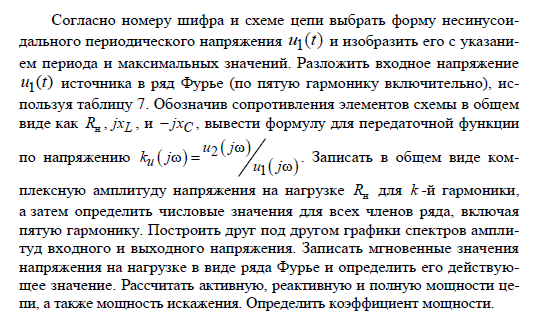 Согласно номеру шифра и схеме цепи выбрать форму несинусои-
дального периодического напряжения u₁(t) и изобразить его с указани-
ем периода и максимальных значений. Разложить входное напряжение
u₁(t) источника в ряд Фурье (по пятую гармонику включительно), ис-
пользуя таблицу 7. Обозначив сопротивления элементов схемы в общем
виде как Rн, jxL, и −jxC, вывести формулу для передаточной функции
по напряжению kᵤ(jω)=u₂(jω)/u₁(jω). Записать в общем виде ком-
плексную амплитуду напряжения на нагрузке Rн для k-й гармоники,
а затем определить числовые значения для всех членов ряда, включая
пятую гармонику. Построить друг под другом графики спектров ампли-
туд входного и выходного напряжения. Записать мгновенные значения
напряжения на нагрузке в виде ряда Фурье и определить его действую-
щее значение. Рассчитать активную, реактивную и полную мощности це-
пи, а также мощность искажения. Определить коэффициент мощности.